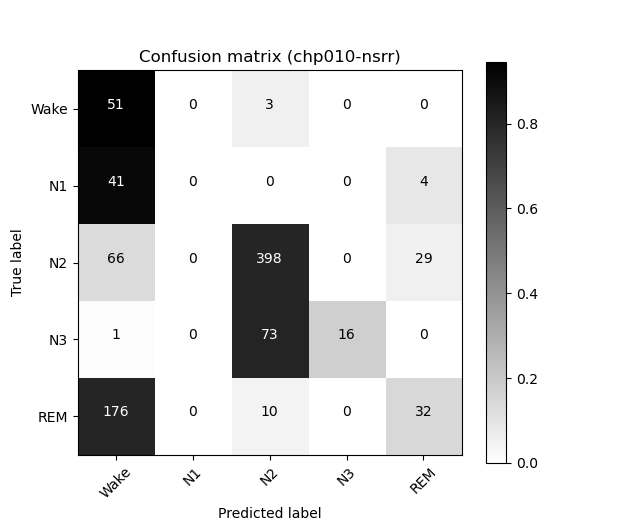 Confusion matrix (chp010-nsrr)
Wake 51 0 3 0 0
N1 41 0 0 0 4
N2 66 0 398 0 29
N3 1 0 73 16 0
REM 176 0 10 0 32
Wake N1 N2 N3 REM
Predicted label
True label
0.8
0.6
0.4
0.2
0.0